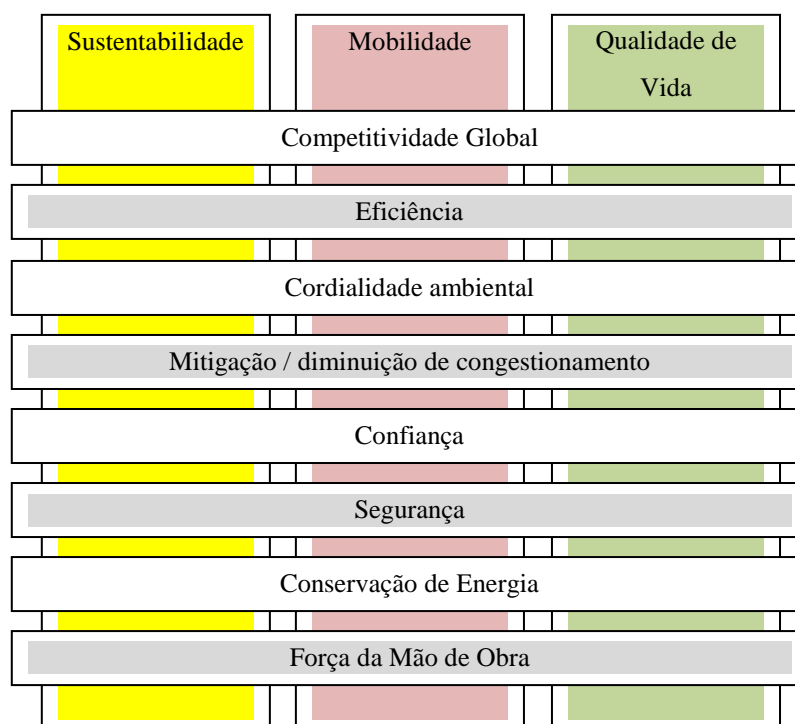 Sustentabilidade
Mobilidade
Qualidade de
Vida
Competitividade Global
Eficiência
Cordialidade ambiental
Mitigação / diminuição de congestionamento
Confiança
Segurança
Conservação de Energia
Força da Mão de Obra